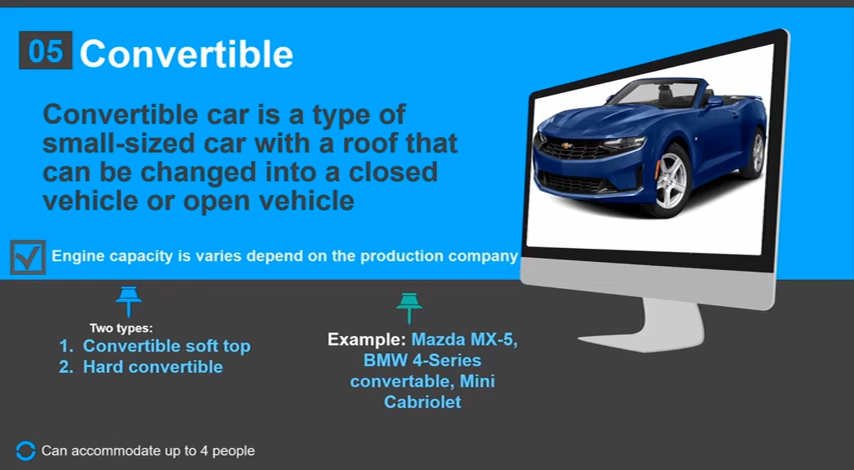 05 Convertible
Convertible car is a type of
small-sized car with a roof that
can be changed into a closed
vehicle or open vehicle
Engine capacity is varies depend on the production company
Two types:
1. Convertible soft top
2. Hard convertible
Example: Mazda MX-5,
BMW 4-Series
convertable, Mini
Cabriolet
Can accommodate up to 4 people